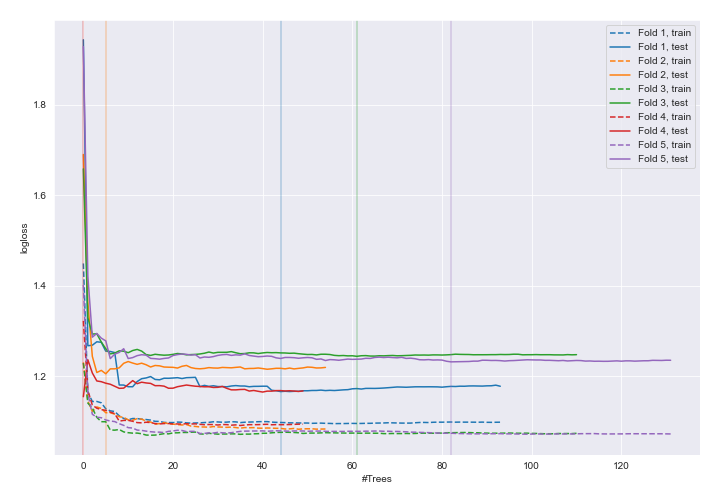 Fold 1, train
Fold 1, test
Fold 2, train
Fold 2, test
Fold 3, train
Fold 3, test
Fold 4, train
Fold 4, test
Fold 5, train
Fold 5, test
logloss
1.8
1.6
1.4
1.2
0 20 40 60 80 100 120
#Trees